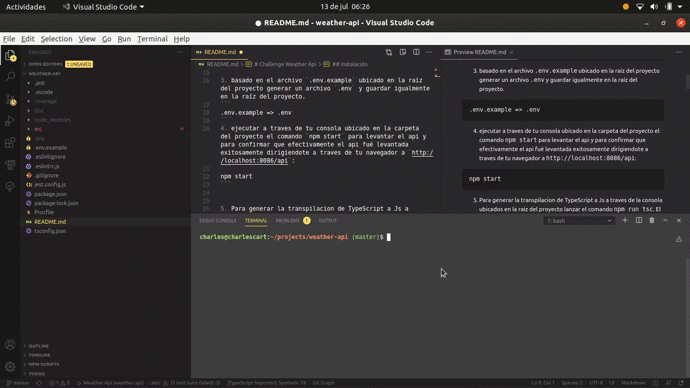 Actividades
Visual Studio Code
13 de jul 06:26
README.md - weather-api - Visual Studio Code
File Edit Selection View Go Run Terminal Help
EXPLORER
OPEN EDITORS 1 UNSAVED
WEATHER-API
.jest
.vscode
coverage
dist
node_modules
src
.env
.env.example
.eslintignore
.eslintrc.js
.gitignore
jest.config.js
package.json
package-lock.json
Procfile
README.md
tsconfig.json
OUTLINE
TIMELINE
NPM SCRIPTS
TODOS
README.md
README.md > # Challenge Weather Api > ## Instalación
15
16 3. basado en el archivo `.env.example` ubicado en la raiz
del proyecto generar un archivo `.env` y guardar igualmente
en la raíz del proyecto.
17 ```
18 .env.example => .env
19 ```
20 4. ejecutar a traves de tu consola ubicado en la carpeta
del proyecto el comando `npm start` para levantar el api y
para confirmar que efectivamente el api fué levantada
exitosamente dirigiendote a traves de tu navegador a `http:/
/localhost:8086/api`:
21 ```
22 npm start
23 ```
24
25
26 5. Para generar la transpilacion de TypeScript a Js a
Preview README.md
3. basado en el archivo .env.example ubicado en la raiz del proyecto
generar un archivo .env y guardar igualmente en la raíz del
proyecto.
.env.example => .env
4. ejecutar a traves de tu consola ubicado en la carpeta del proyecto el
comando npm start para levantar el api y para confirmar que
efectivamente el api fué levantada exitosamente dirigiendote a
traves de tu navegador a http://localhost:8086/api:
npm start
5. Para generar la transpilacion de TypeScript a Js a traves de la consola
ubicados en la raiz del proyecto lanzar el comando npm run tsc. El
DEBUG CONSOLE TERMINAL PROBLEMS 1 OUTPUT
1: bash
charles@charlescart:~/projects/weather-api (master)$
master
1 6
Weather Api (weather-api)
Jest:
(1 test suite failed)
[TypeScript Importer]: Symbols: 79
Git Graph
Spaces: 2
UTF-8
LF
Markdown